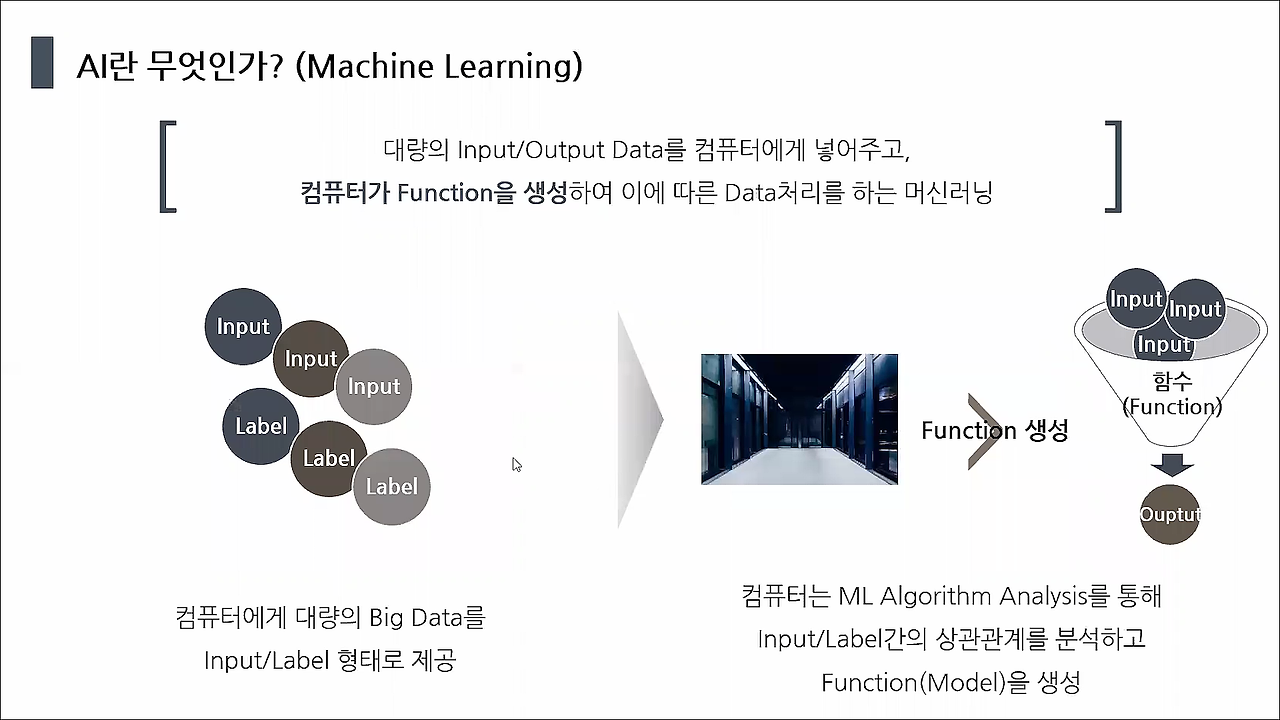 AI란 무엇인가? (Machine Learning)
대량의 Input/Output Data를 컴퓨터에게 넣어주고,
컴퓨터가 Function을 생성하여 이에 따른 Data처리를 하는 머신러닝
Input
Input
Input
Label
Label
Label
Function 생성
Input
Input
Input
함수
(Function)
Ouptut
컴퓨터에게 대량의 Big Data를
Input/Label 형태로 제공
컴퓨터는 ML Algorithm Analysis를 통해
Input/Label간의 상관관계를 분석하고
Function(Model)을 생성